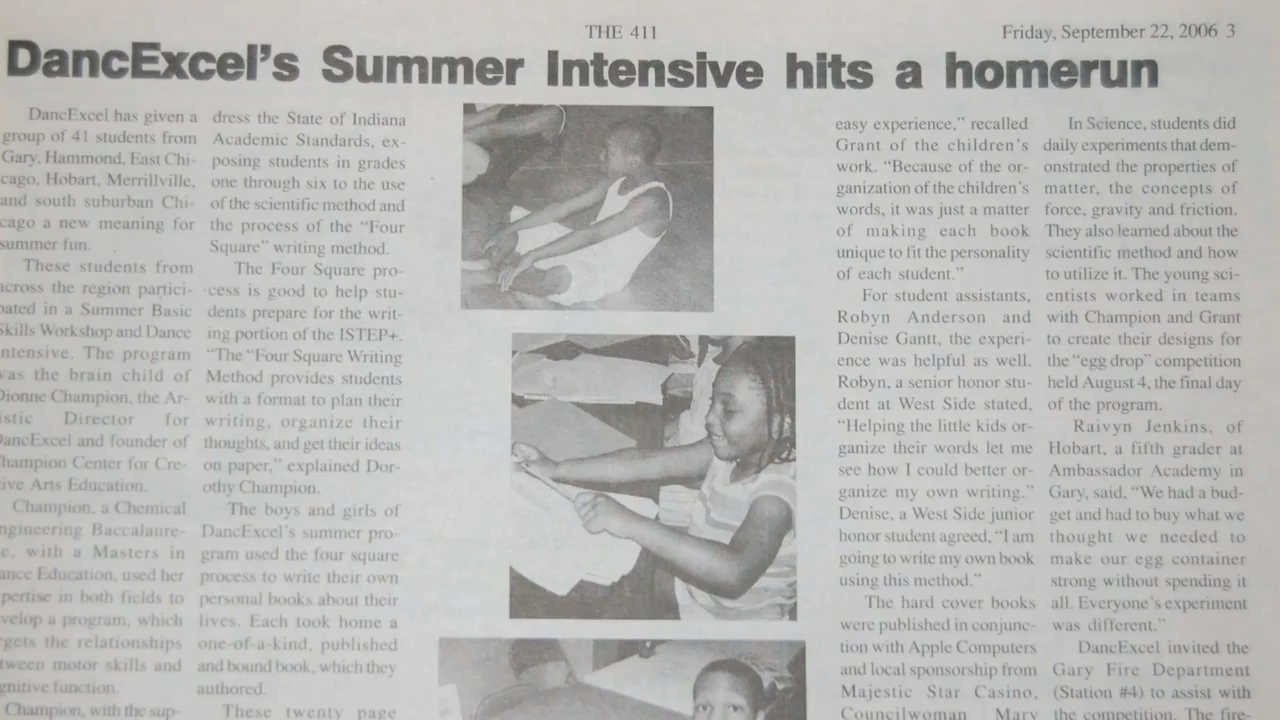 THE 411
Friday, September 22, 2006 3
DancExcel's Summer Intensive hits a homerun
DancExcel has given a
group of 41 students from
Gary, Hammond, East Chi-
cago, Hobart, Merrillville,
and south suburban Chi-
cago a new meaning for
summer fun.
These students from
across the region partici-
pated in a Summer Basic
Skills Workshop and Dance
ntensive. The program
was the brain child of
Dionne Champion, the Ar-
istic Director for
DancExcel and founder of
Champion Center for Cre-
tive Arts Education.
Champion, a Chemical
ngineering Baccalaure-
e, with a Masters in
ance Education, used her
pertise in both fields to
velop a program, which
rgets the relationships
tween motor skills and
gnitive function.
Champion, with the sup-
dress the State of Indiana
Academic Standards, ex-
posing students in grades
one through six to the use
of the scientific method and
the process of the "Four
Square" writing method.
The Four Square pro-
cess is good to help stu-
dents prepare for the writ-
ing portion of the ISTEP+.
"The "Four Square Writing
Method provides students
with a format to plan their
writing, organize their
thoughts, and get their ideas
on paper," explained Dor-
othy Champion.
The boys and girls of
DancExcel's summer pro-
gram used the four square
process to write their own
personal books about their
lives. Each took home a
one-of-a-kind, published
and bound book, which they
authored.
These twenty page
easy experience," recalled
Grant of the children's
work. "Because of the or-
ganization of the children's
words, it was just a matter
of making each book
unique to fit the personality
of each student."
For student assistants,
Robyn Anderson and
Denise Gantt, the experi-
ence was helpful as well.
Robyn, a senior honor stu-
dent at West Side stated,
"Helping the little kids or-
ganize their words let me
see how I could better or-
ganize my own writing."
Denise, a West Side junior
honor student agreed, "I am
going to write my own book
using this method."
The hard cover books
were published in conjunc-
tion with Apple Computers
and local sponsorship from
Majestic Star Casino,
Councilwoman Mary
In Science, students did
daily experiments that dem-
onstrated the properties of
matter, the concepts of
force, gravity and friction.
They also learned about the
scientific method and how
to utilize it. The young sci-
entists worked in teams
with Champion and Grant
to create their designs for
the "egg drop" competition
held August 4, the final day
of the program.
Raivyn Jenkins, of
Hobart, a fifth grader at
Ambassador Academy in
Gary, said, "We had a bud-
get and had to buy what we
thought we needed to
make our egg container
strong without spending it
all. Everyone's experiment
was different."
DancExcel invited the
Gary Fire Department
(Station #4) to assist with
the competition. The fire-